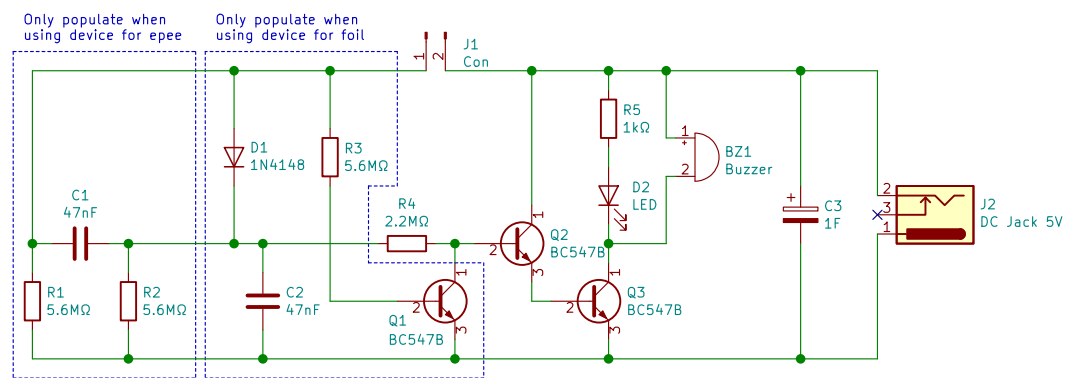 Only populate when
using device for epee
Only populate when
using device for foil
J1
Con
1
2
D1
1N4148
R3
5.6MΩ
R5
1kΩ
1
+
2
BZ1
Buzzer
C1
47nF
R4
2.2MΩ
D2
LED
+
C3
1F
2
3
1
J2
DC Jack 5V
1
2
3
Q2
BC547B
R1
5.6MΩ
R2
5.6MΩ
C2
47nF
1
2
3
Q1
BC547B
1
2
3
Q3
BC547B